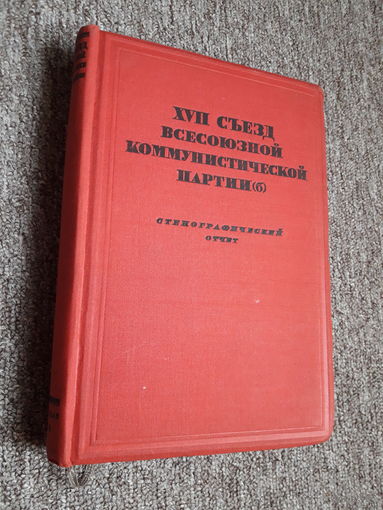 XVII СЪЕЗД
ВСЕСОЮЗНОЙ
КОММУНИСТИЧЕСКОЙ
ПАРТИИ(б)
СТЕНОГРАФИЧЕСКИЙ
ОТЧЕТ